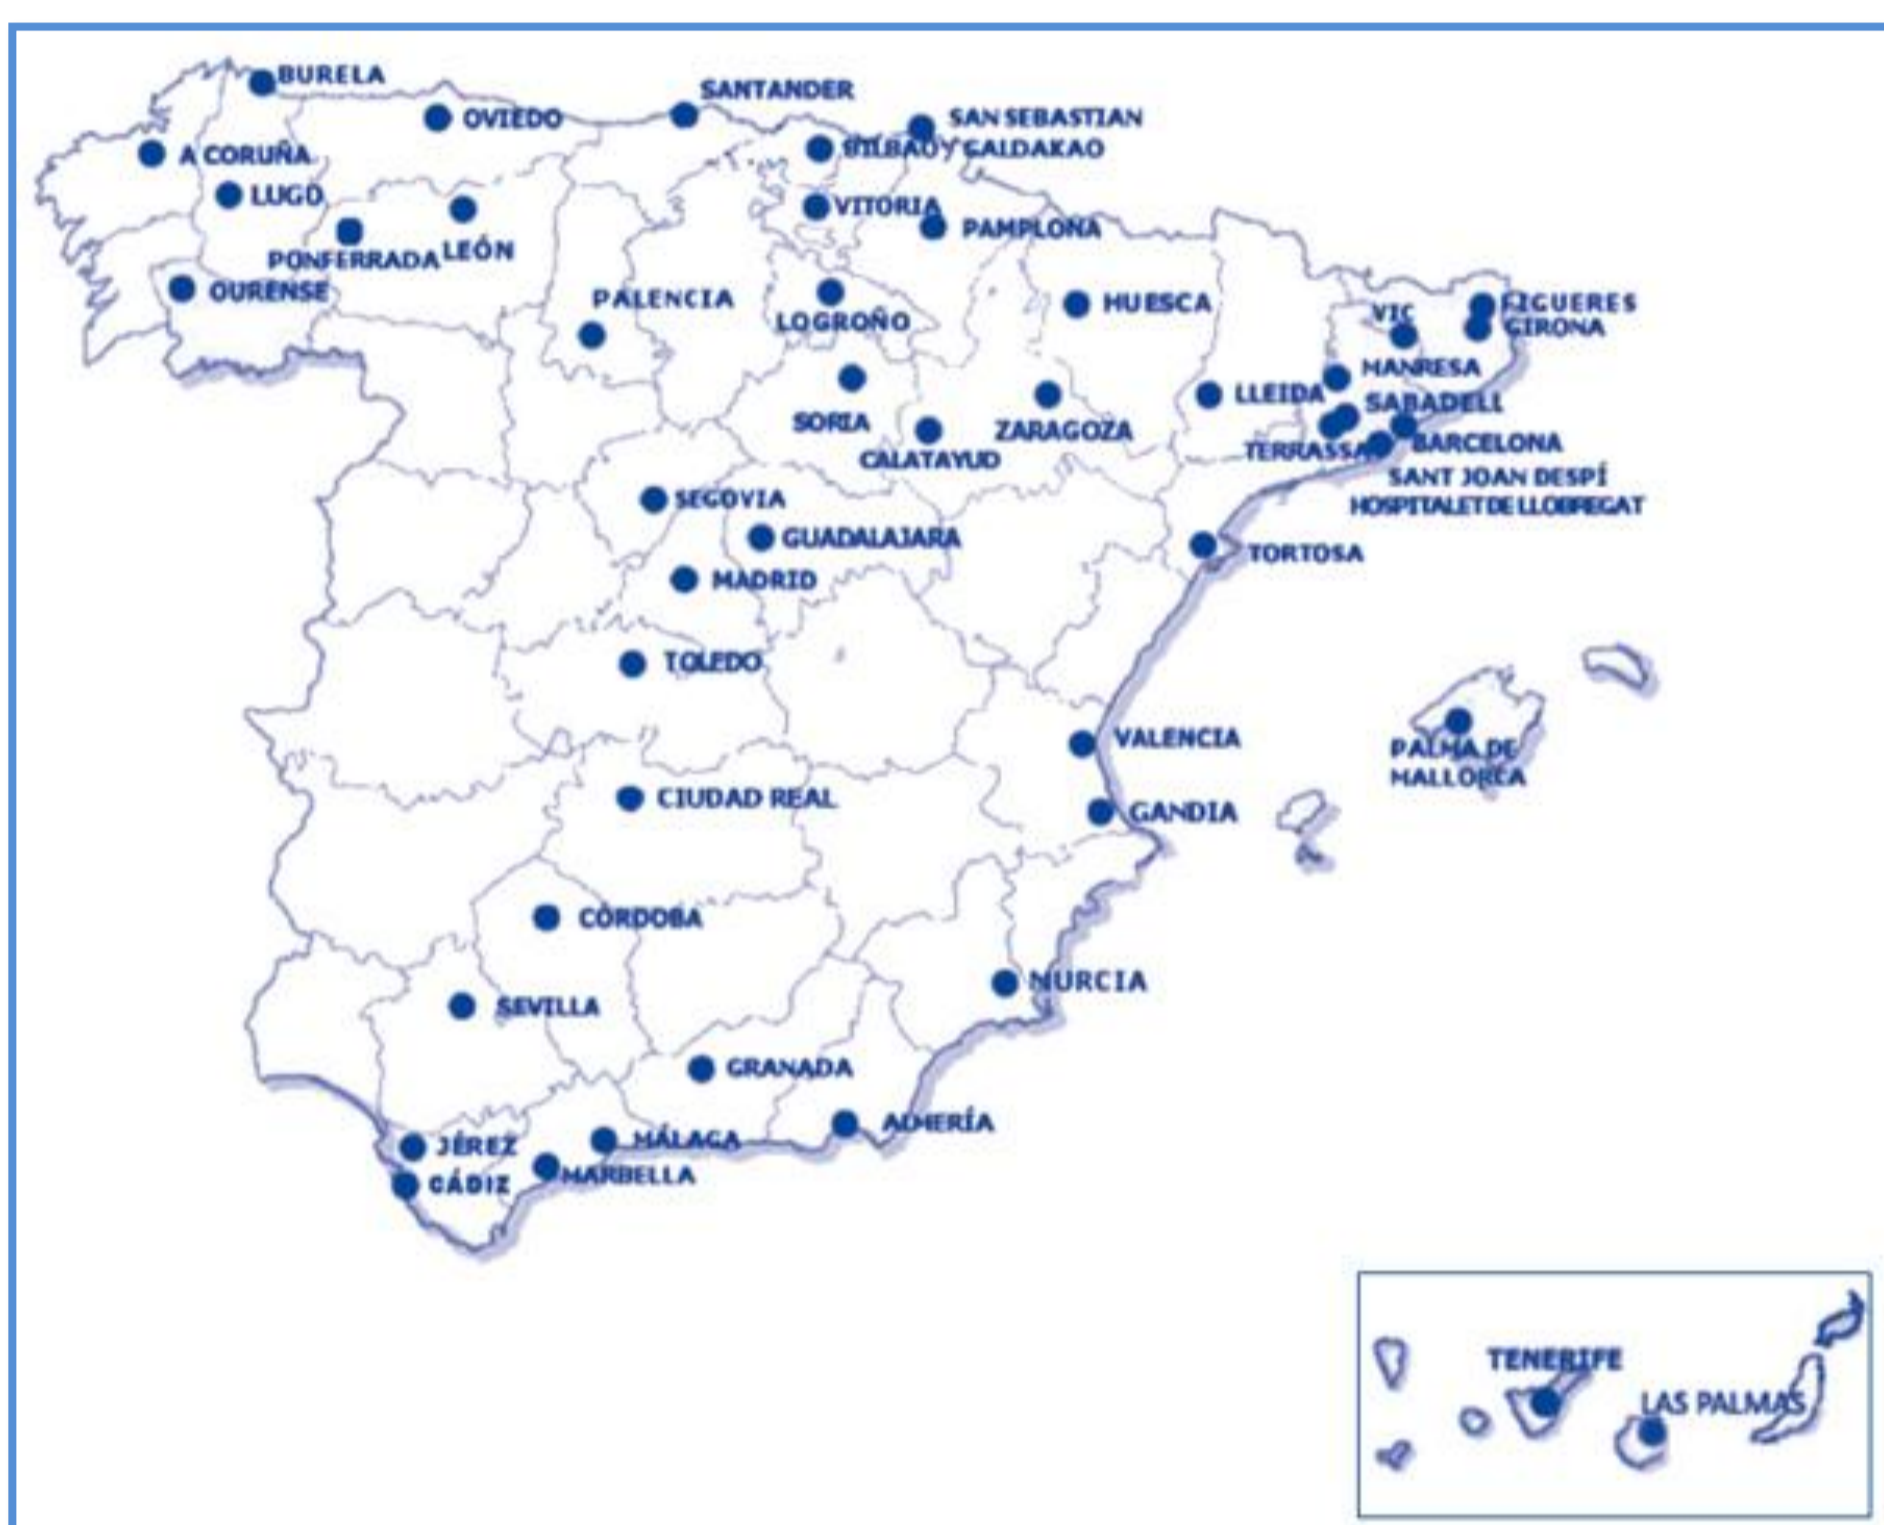 BURELA
SANTANDER
OVIEDO
SAN SEBASTIAN
BILBAO Y GALDAKAO
A CORUÑA
LUGO
VITORIA
PAMPLONA
LEÓN
PONFERRADA
OURENSE
PALENCIA
LOGROÑO
HUESCA
FIGUERES
VIC
GIRONA
MANRESA
LLEIDA
SABADELL
SORIA
ZARAGOZA
BARCELONA
TERRASSA
CALATAYUD
SANT JOAN DESPÍ
HOSPITALET DE LLOBREGAT
SEGOVIA
GUADALAJARA
TORTOSA
MADRID
TOLEDO
VALENCIA
PALMA DE
MALLORCA
CIUDAD REAL
GANDIA
CÓRDOBA
MURCIA
SEVILLA
GRANADA
ALMERÍA
JÉREZ
MÁLAGA
MARBELLA
CÁDIZ
TENERIFE
LAS PALMAS